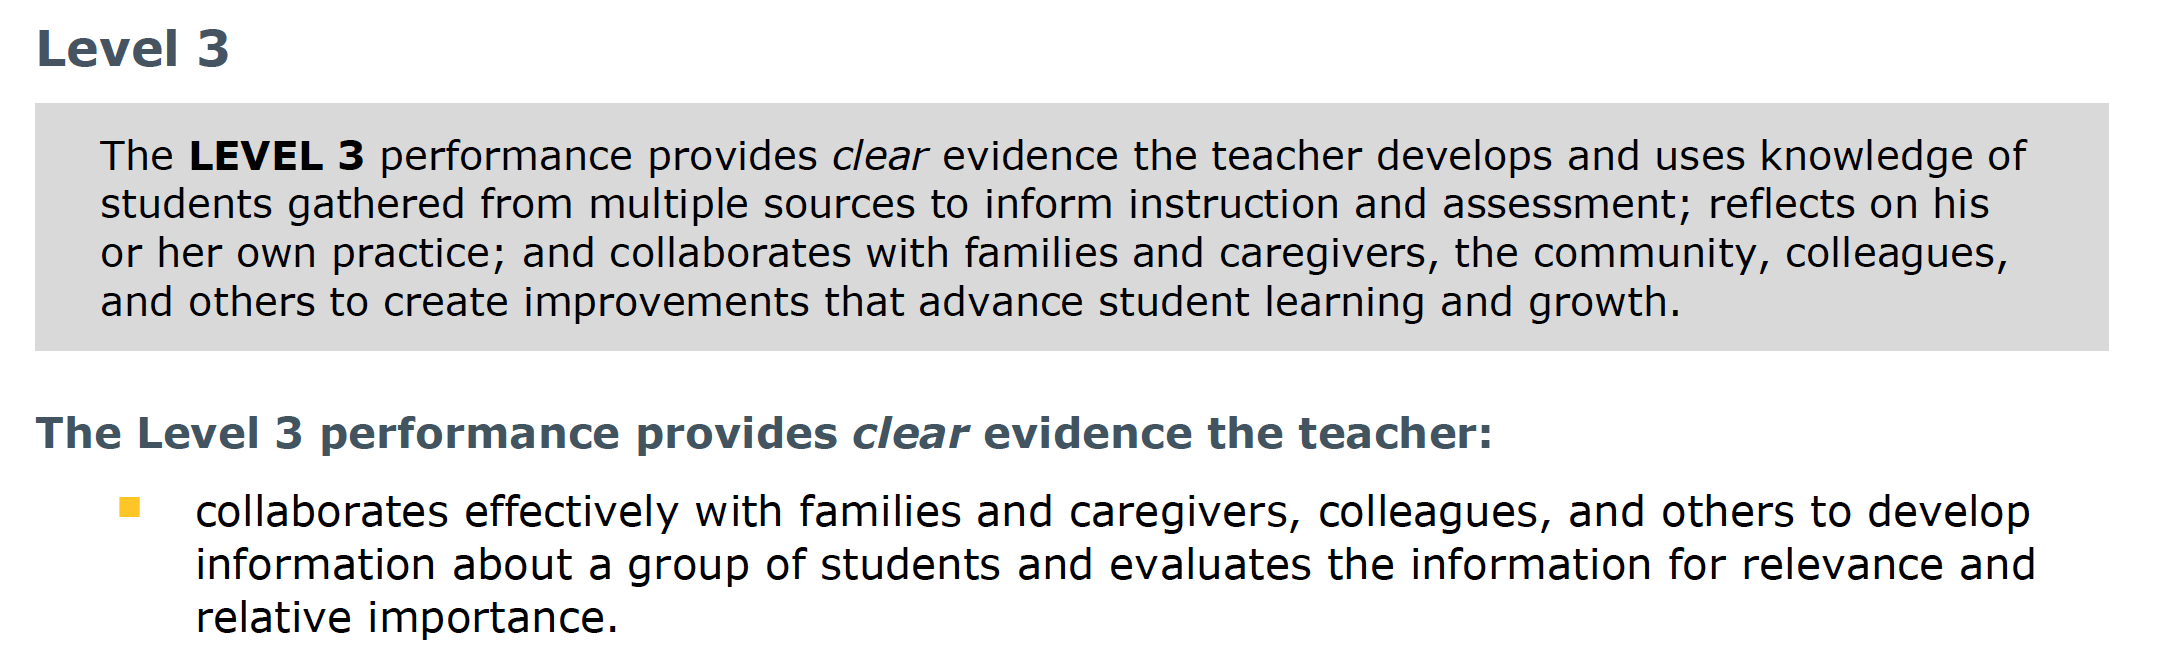 Level 3
The LEVEL 3 performance provides clear evidence the teacher develops and uses knowledge of
students gathered from multiple sources to inform instruction and assessment; reflects on his
or her own practice; and collaborates with families and caregivers, the community, colleagues,
and others to create improvements that advance student learning and growth.
The Level 3 performance provides clear evidence the teacher:
collaborates effectively with families and caregivers, colleagues, and others to develop
information about a group of students and evaluates the information for relevance and
relative importance.